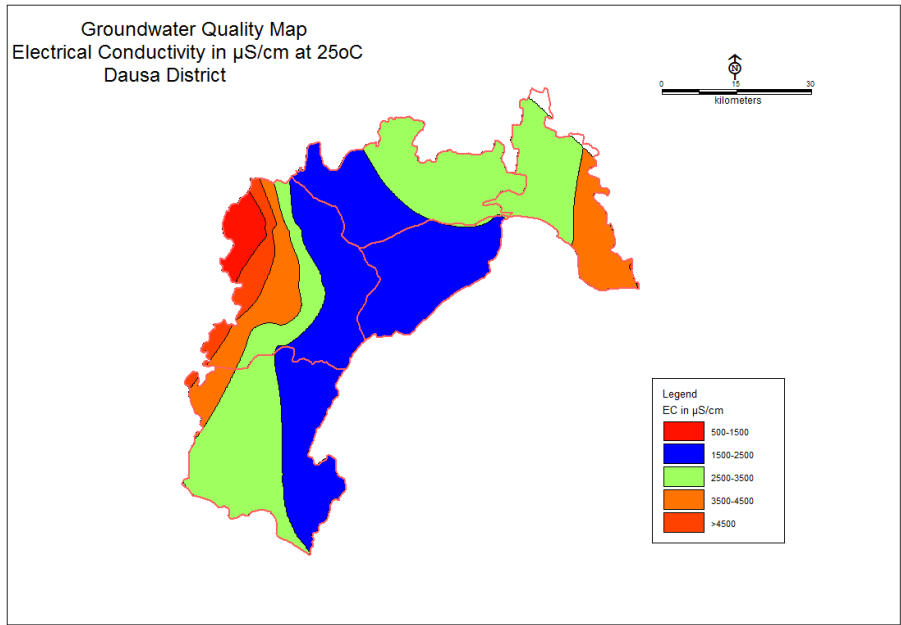 Groundwater Quality Map
Electrical Conductivity in µS/cm at 25oC
Dausa District
N
0 15 30
kilometers
Legend
EC in µS/cm
500-1500
1500-2500
2500-3500
3500-4500
>4500